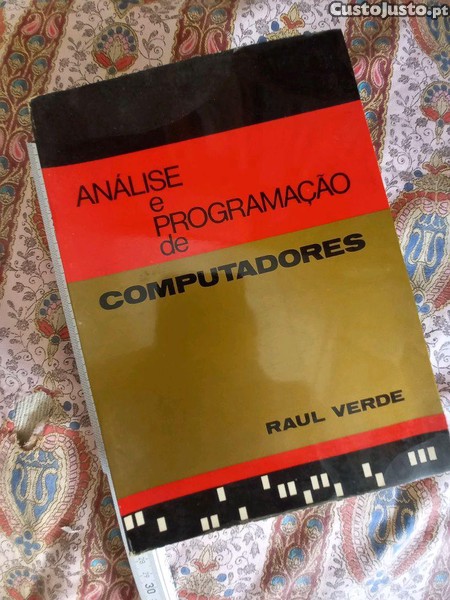 CustoJusto.pt
ANÁLISE
e
PROGRAMAÇÃO
de
COMPUTADORES
RAUL VERDE
30